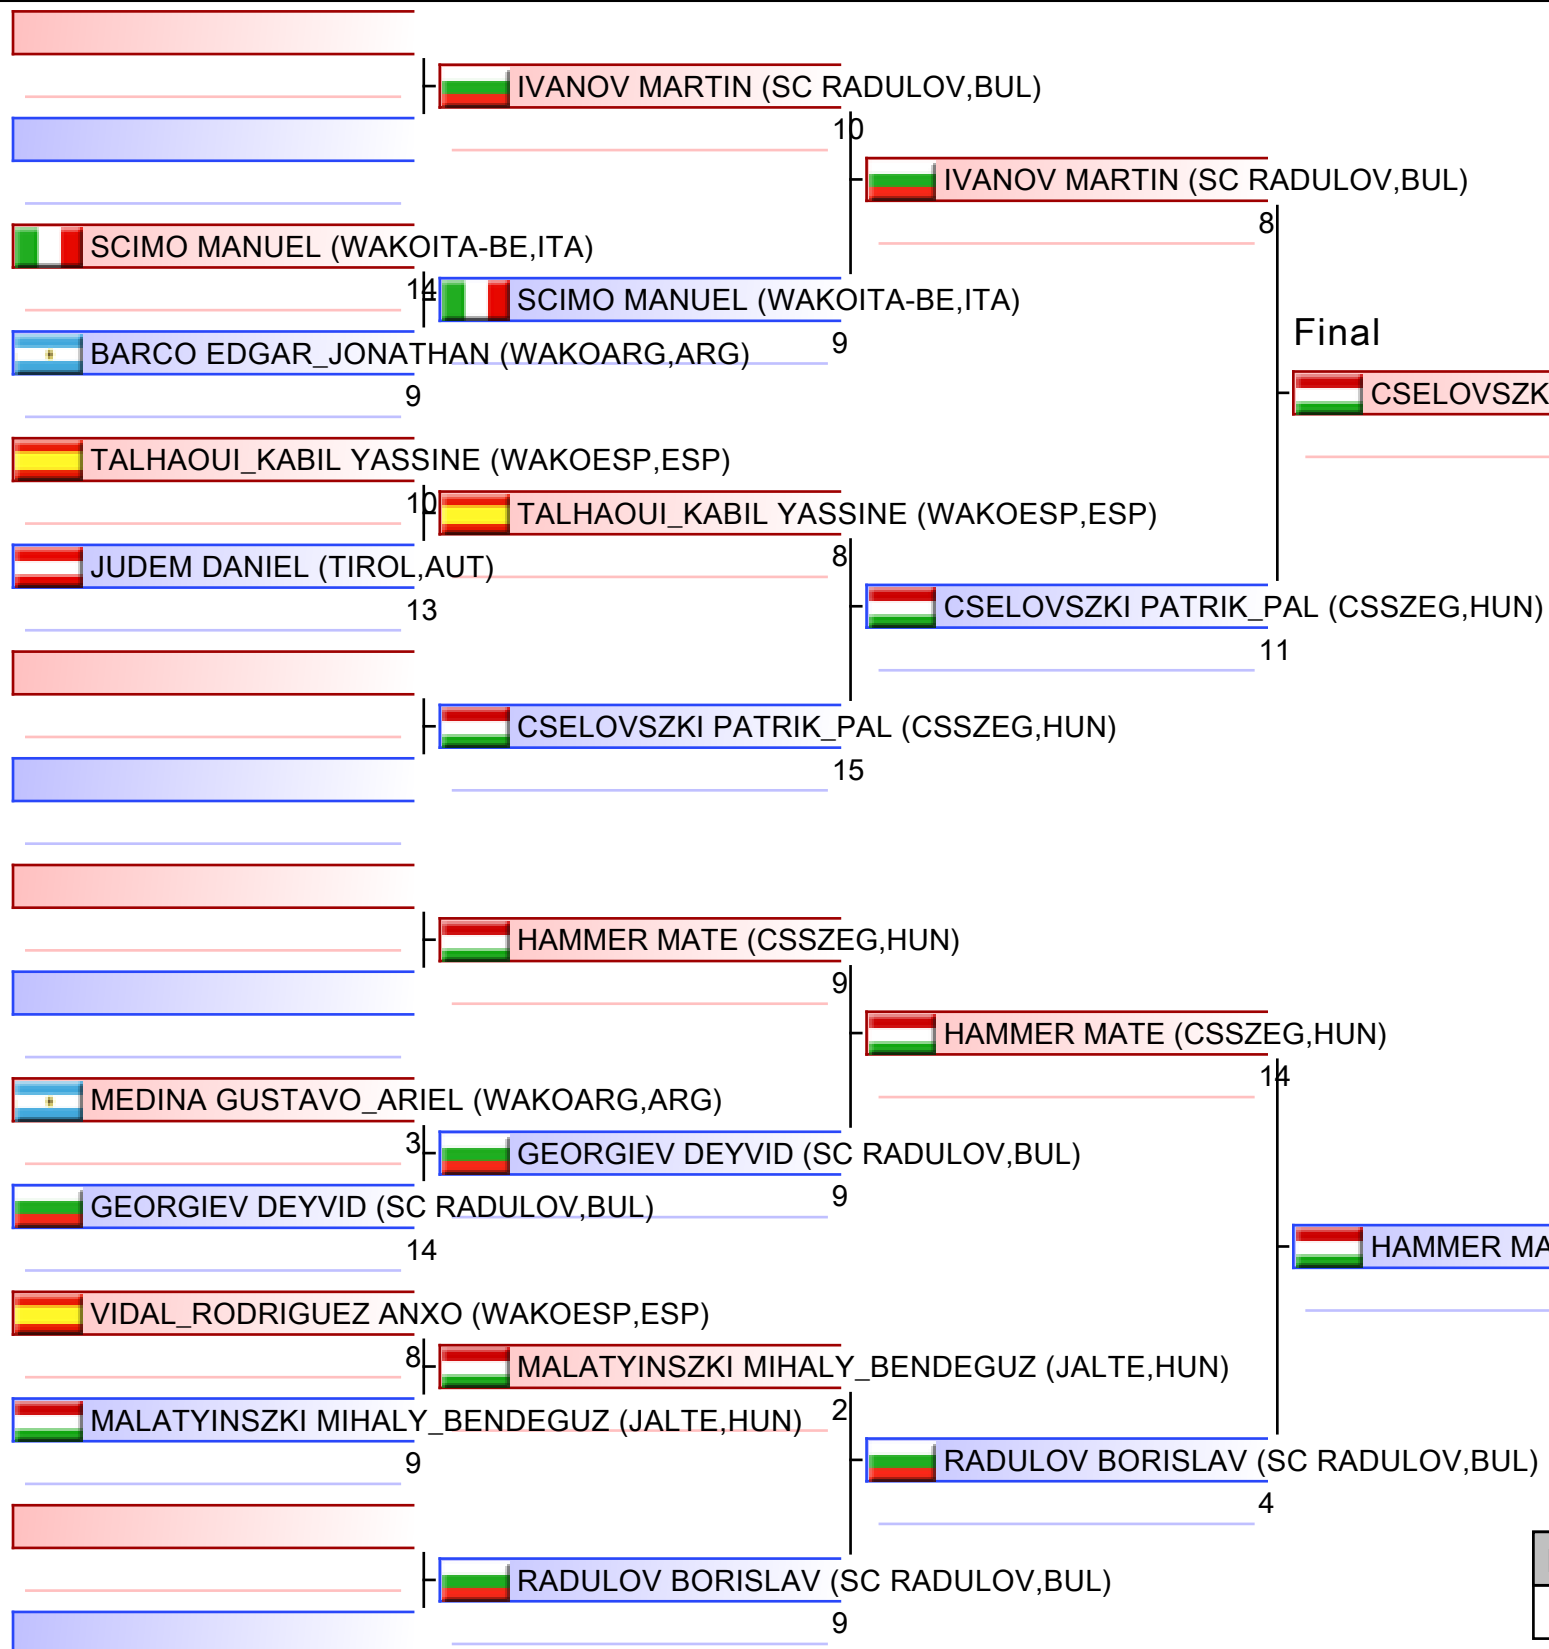 IVANOV MARTIN (SC RADULOV,BUL)
10
IVANOV MARTIN (SC RADULOV,BUL)
8
SCIMO MANUEL (WAKOITA-BE,ITA)
14
SCIMO MANUEL (WAKOITA-BE,ITA)
9
BARCO EDGAR_JONATHAN (WAKOARG,ARG)
9
Final
CSELOVSZK
TALHAOUI_KABIL YASSINE (WAKOESP,ESP)
10
TALHAOUI_KABIL YASSINE (WAKOESP,ESP)
8
JUDEM DANIEL (TIROL,AUT)
13
CSELOVSZKI PATRIK_PAL (CSSZEG,HUN)
11
CSELOVSZKI PATRIK_PAL (CSSZEG,HUN)
15
HAMMER MATE (CSSZEG,HUN)
9
HAMMER MATE (CSSZEG,HUN)
14
MEDINA GUSTAVO_ARIEL (WAKOARG,ARG)
3
GEORGIEV DEYVID (SC RADULOV,BUL)
9
GEORGIEV DEYVID (SC RADULOV,BUL)
14
HAMMER MA
VIDAL_RODRIGUEZ ANXO (WAKOESP,ESP)
8
MALATYINSZKI MIHALY_BENDEGUZ (JALTE,HUN)
2
MALATYINSZKI MIHALY_BENDEGUZ (JALTE,HUN)
9
RADULOV BORISLAV (SC RADULOV,BUL)
4
RADULOV BORISLAV (SC RADULOV,BUL)
9